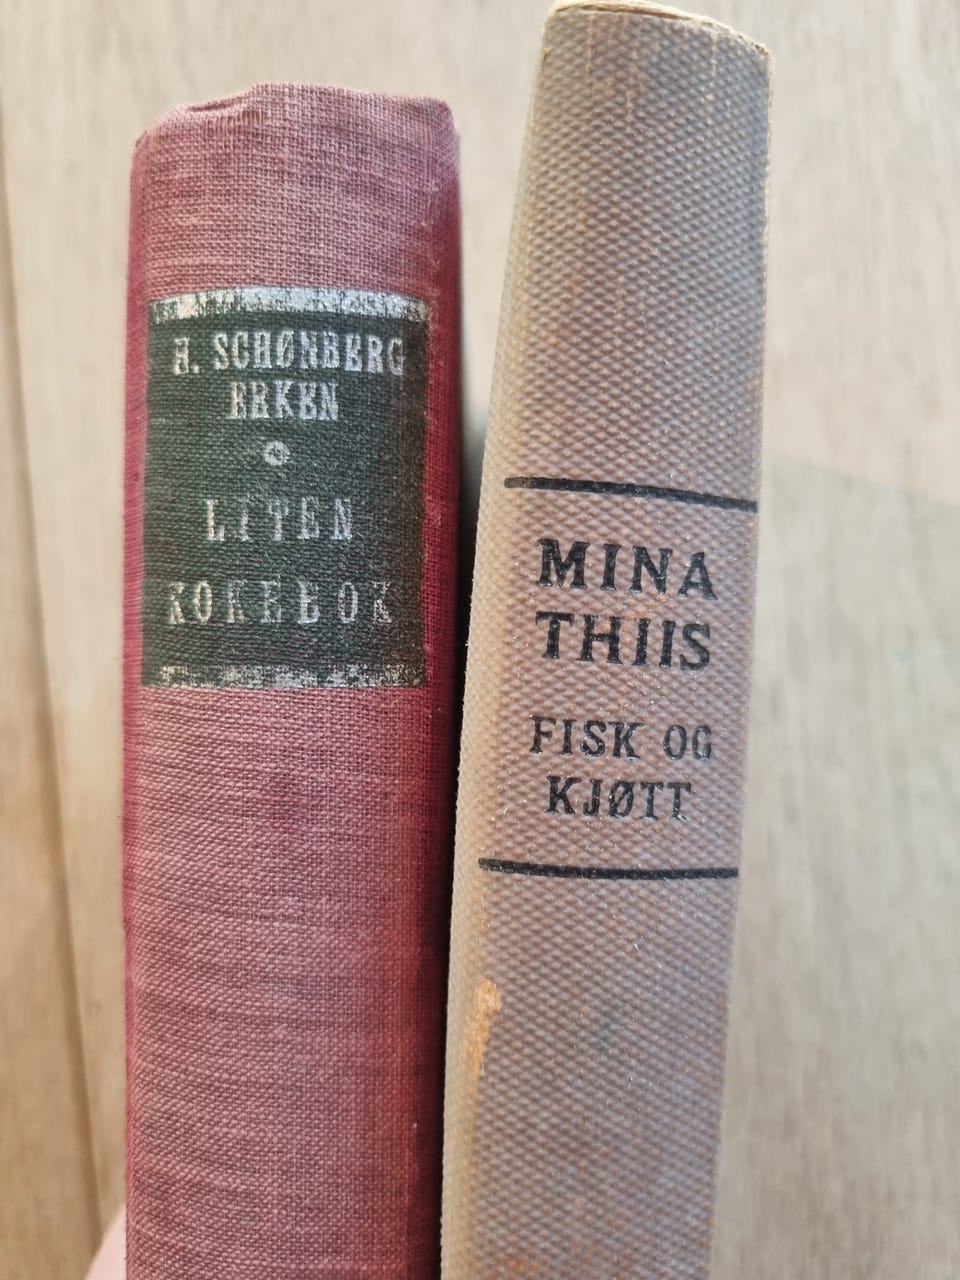 H. SCHØNBERG
ERKEN
LITEN
KOKEBOK
MINA
THIIS
FISK OG
KJØTT